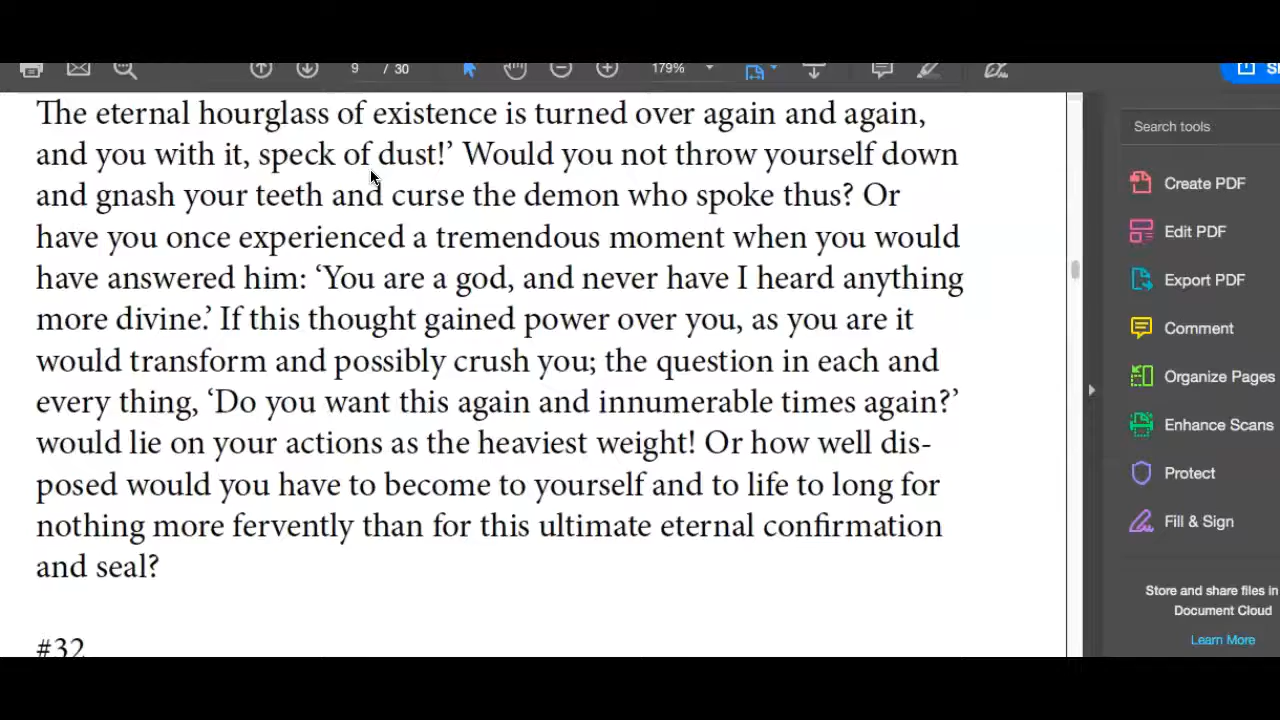 9 / 30 179%
The eternal hourglass of existence is turned over again and again,
and you with it, speck of dust!’ Would you not throw yourself down
and gnash your teeth and curse the demon who spoke thus? Or
have you once experienced a tremendous moment when you would
have answered him: ‘You are a god, and never have I heard anything
more divine.’ If this thought gained power over you, as you are it
would transform and possibly crush you; the question in each and
every thing, ‘Do you want this again and innumerable times again?’
would lie on your actions as the heaviest weight! Or how well dis-
posed would you have to become to yourself and to life to long for
nothing more fervently than for this ultimate eternal confirmation
and seal?
#32
Search tools
Create PDF
Edit PDF
Export PDF
Comment
Organize Pages
Enhance Scans
Protect
Fill & Sign
Store and share files in
Document Cloud
Learn More